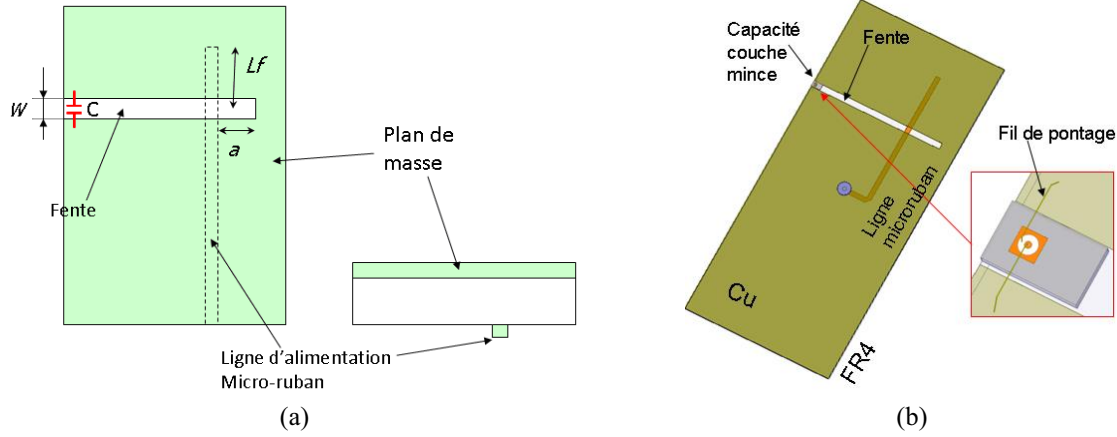 Lf
W
C
a
Fente
Plan de
masse
Ligne d'alimentation
Micro-ruban
(a)
Capacité
couche
mince
Fente
Fil de pontage
Ligne
microruban
Cu
FR4
(b)